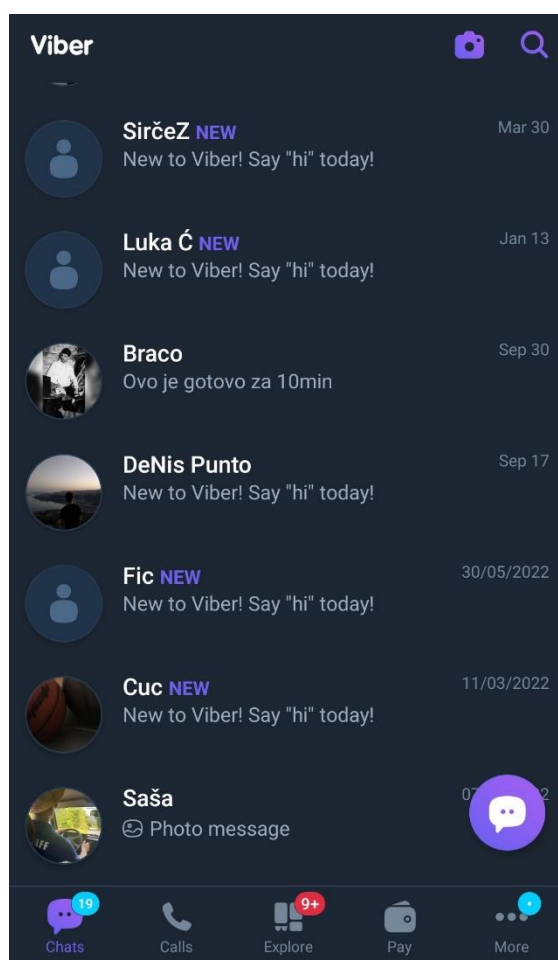 Viber
SirčeZ NEW Mar 30
New to Viber! Say "hi" today!
Luka Ć NEW Jan 13
New to Viber! Say "hi" today!
Braco Sep 30
Ovo je gotovo za 10min
DeNis Punto Sep 17
New to Viber! Say "hi" today!
Fic NEW 30/05/2022
New to Viber! Say "hi" today!
Cuc NEW 11/03/2022
New to Viber! Say "hi" today!
Saša
Photo message
19 9+
Chats Calls Explore Pay More